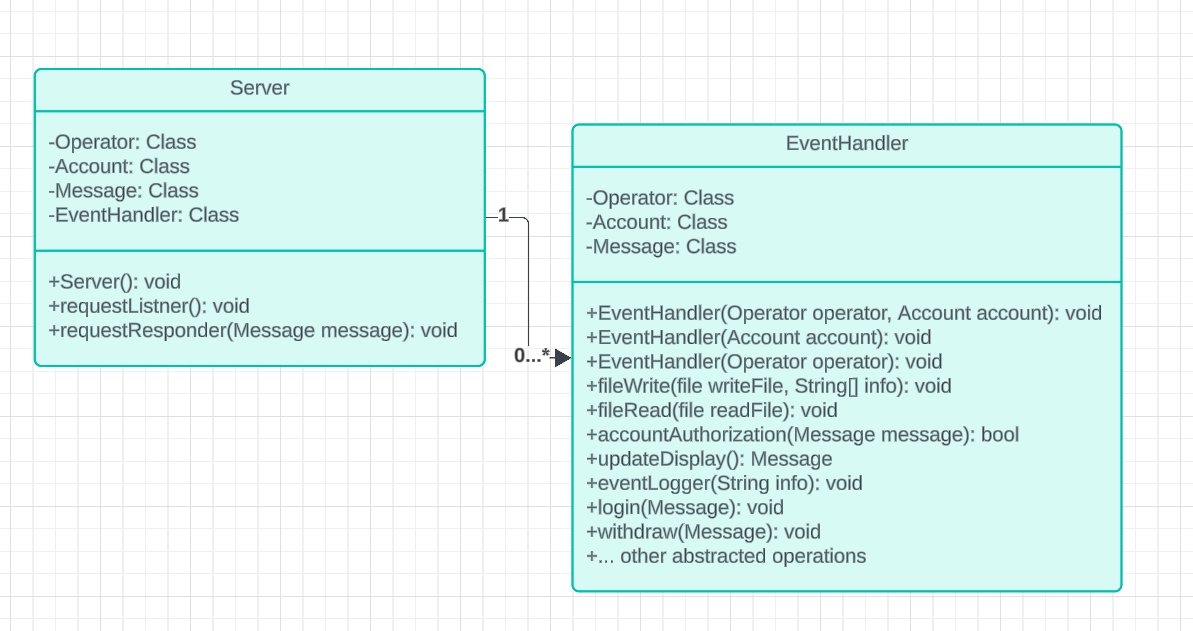 Server
-Operator: Class
-Account: Class
-Message: Class
-EventHandler: Class
+Server(): void
+requestListner(): void
+requestResponder(Message message): void
1
0...*
EventHandler
-Operator: Class
-Account: Class
-Message: Class
+EventHandler(Operator operator, Account account): void
+EventHandler(Account account): void
+EventHandler(Operator operator): void
+fileWrite(file writeFile, String[] info): void
+fileRead(file readFile): void
+accountAuthorization(Message message): bool
+updateDisplay(): Message
+eventLogger(String info): void
+login(Message): void
+withdraw(Message): void
+... other abstracted operations